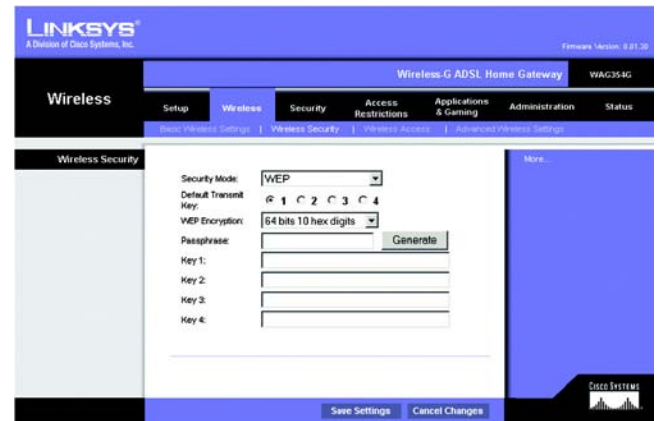 LINKSYS®
A Division of Cisco Systems, Inc.
Firmware Version: 0.01.30
Wireless-G ADSL Home Gateway WAG354G
Wireless
Setup Wireless Security Access Restrictions Applications & Gaming Administration Status
Basic Wireless Settings | Wireless Security | Wireless Access | Advanced Wireless Settings
Wireless Security
More...
Security Mode: WEP
Default Transmit Key: 1 2 3 4
WEP Encryption: 64 bits 10 hex digits
Passphrase: Generate
Key 1:
Key 2:
Key 3:
Key 4:
Save Settings Cancel Changes
CISCO SYSTEMS